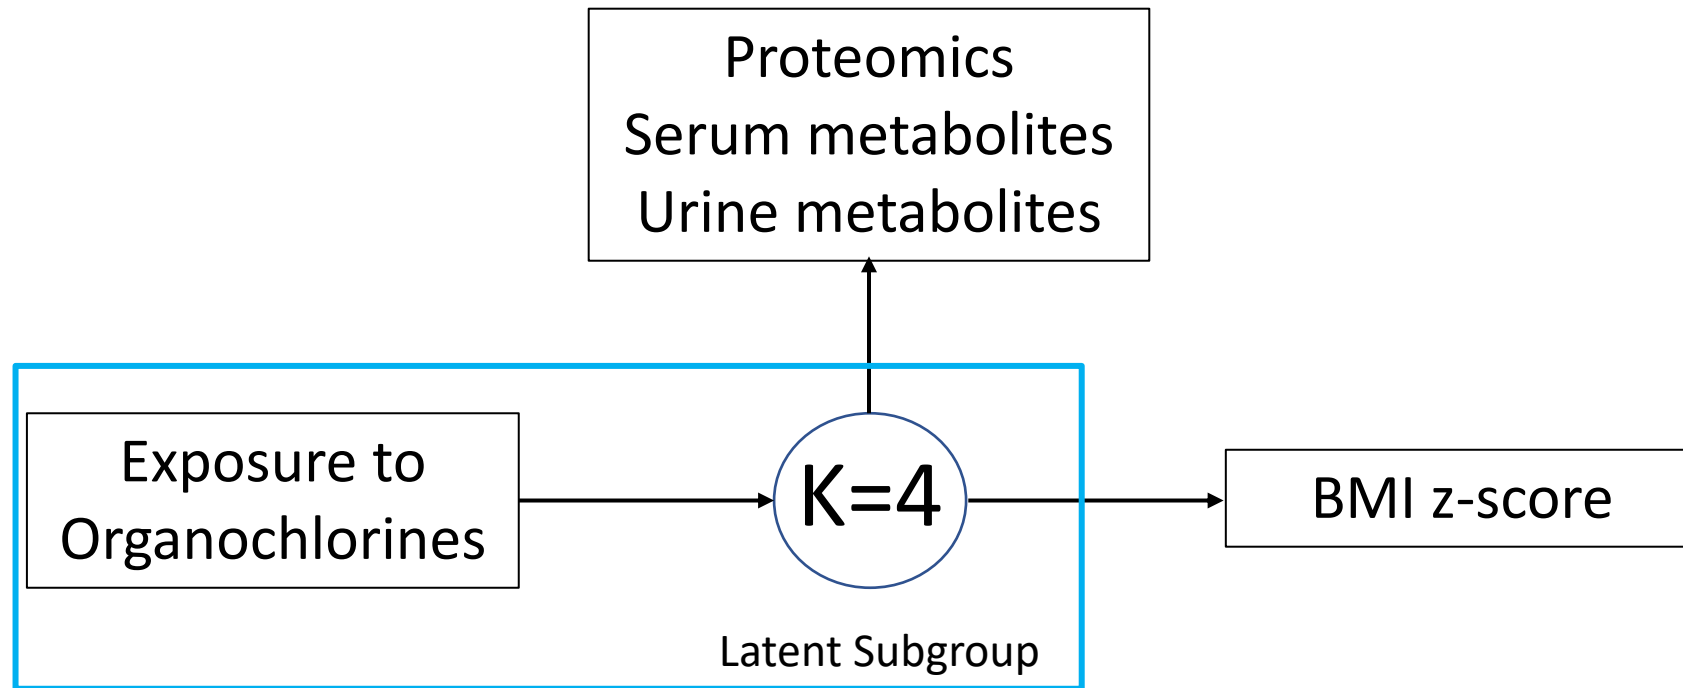 Proteomics
Serum metabolites
Urine metabolites
Exposure to
Organochlorines
K=4
BMI z-score
Latent Subgroup